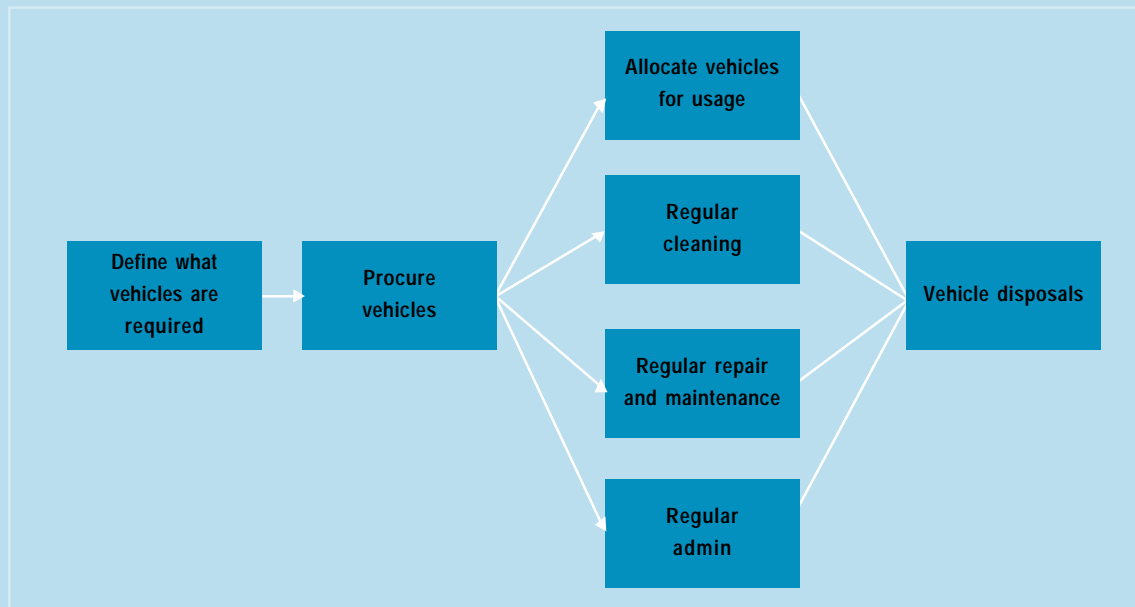 Define what
vehicles are
required
Procure
vehicles
Allocate vehicles
for usage
Regular
cleaning
Regular repair
and maintenance
Regular
admin
Vehicle disposals